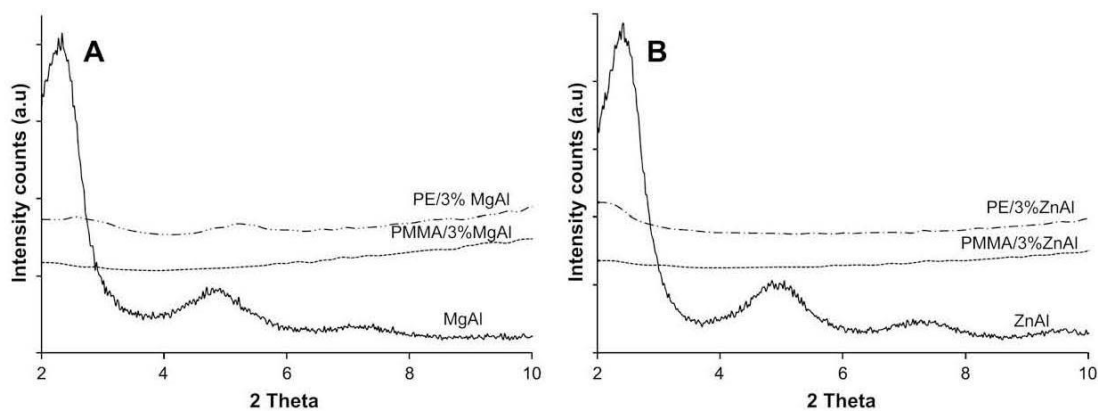 A
Intensity counts (a.u)
PE/3% MgAl
PMMA/3%MgAl
MgAl
2 4 6 8 10
2 Theta
B
Intensity counts (a.u)
PE/3%ZnAl
PMMA/3%ZnAl
ZnAl
2 4 6 8 10
2 Theta